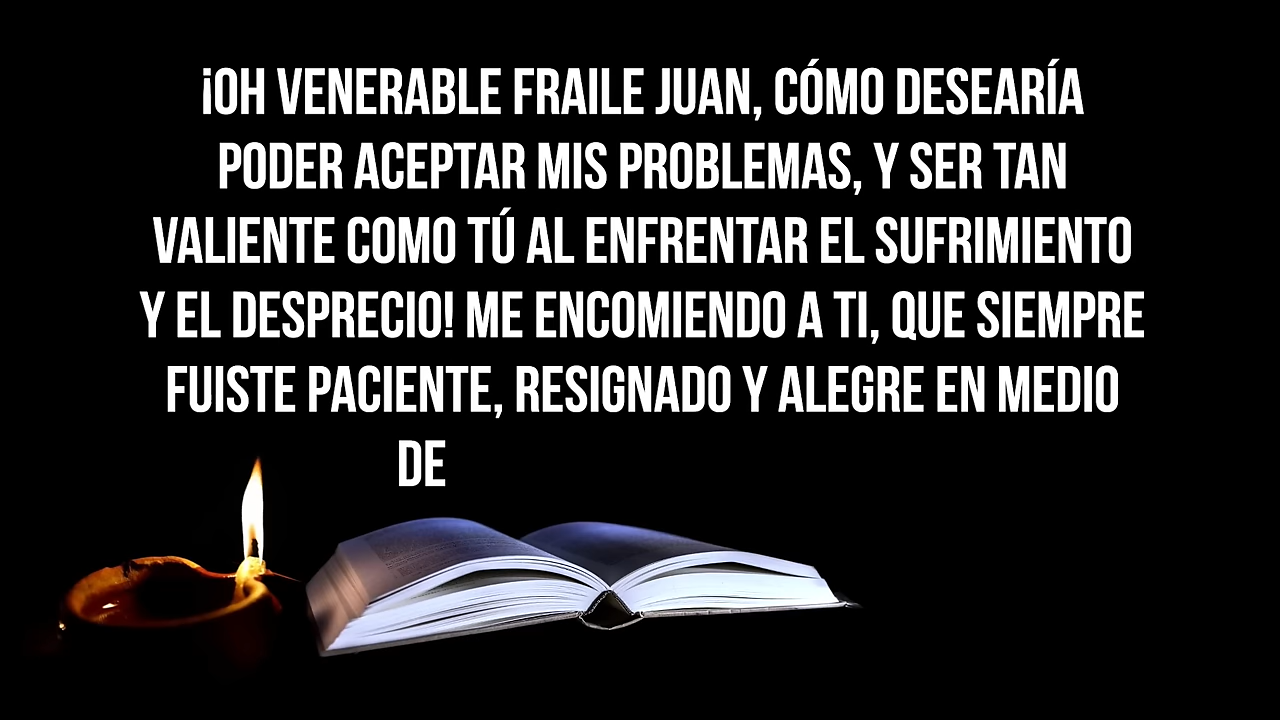 ¡OH VENERABLE FRAILE JUAN, CÓMO DESEARÍA
PODER ACEPTAR MIS PROBLEMAS, Y SER TAN
VALIENTE COMO TÚ AL ENFRENTAR EL SUFRIMIENTO
Y EL DESPRECIO! ME ENCOMIENDO A TI, QUE SIEMPRE
FUISTE PACIENTE, RESIGNADO Y ALEGRE EN MEDIO
DE